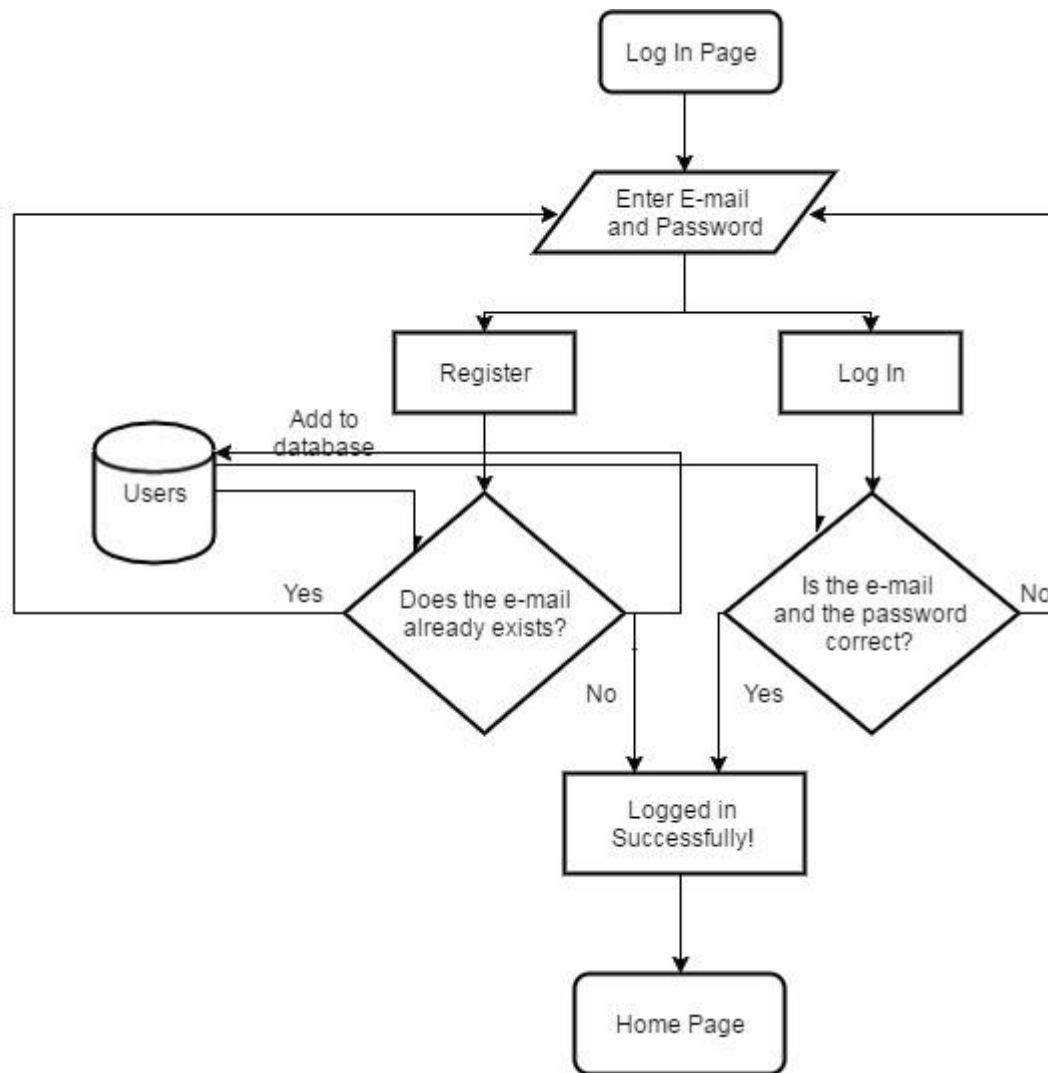 Log In Page
Enter E-mail
and Password
Register
Log In
Add to
database
Users
Yes
Does the e-mail
already exists?
No
Is the e-mail
and the password
correct?
No
Yes
Logged in
Successfully!
Home Page